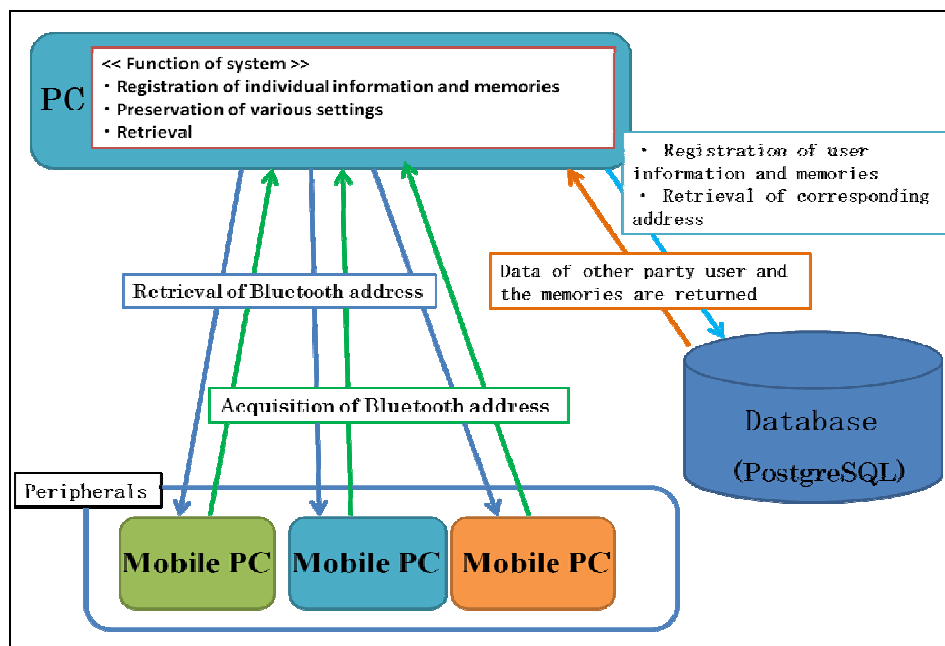 PC
<< Function of system >>
・Registration of individual information and memories
・Preservation of various settings
・Retrieval
・ Registration of user
information and memories
・ Retrieval of corresponding
address
Data of other party user and
the memories are returned
Retrieval of Bluetooth address
Acquisition of Bluetooth address
Database
(PostgreSQL)
Peripherals
Mobile PC
Mobile PC
Mobile PC